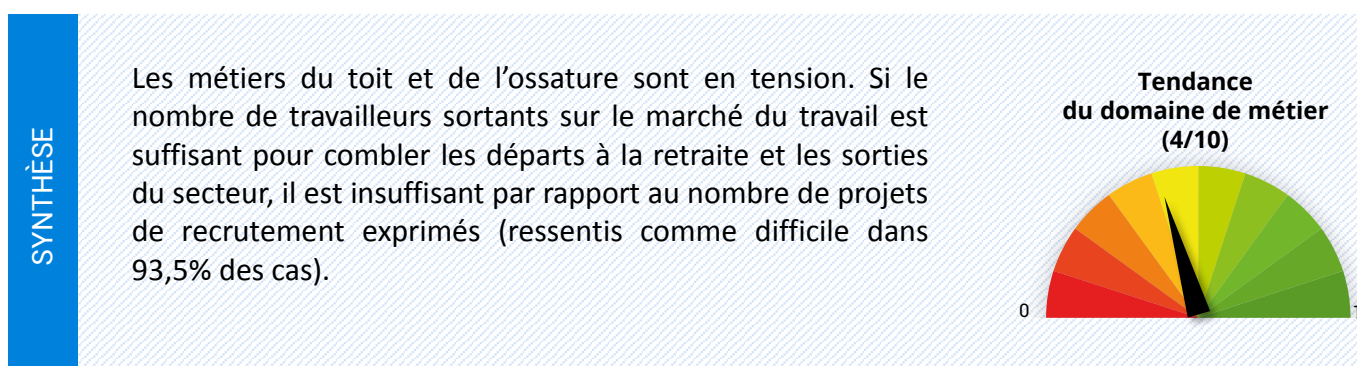 SYNTHÈSE
Les métiers du toit et de l'ossature sont en tension. Si le
nombre de travailleurs sortants sur le marché du travail est
suffisant pour combler les départs à la retraite et les sorties
du secteur, il est insuffisant par rapport au nombre de projets
de recrutement exprimés (ressentis comme difficile dans
93,5% des cas).
Tendance
du domaine de métier
(4/10)
0